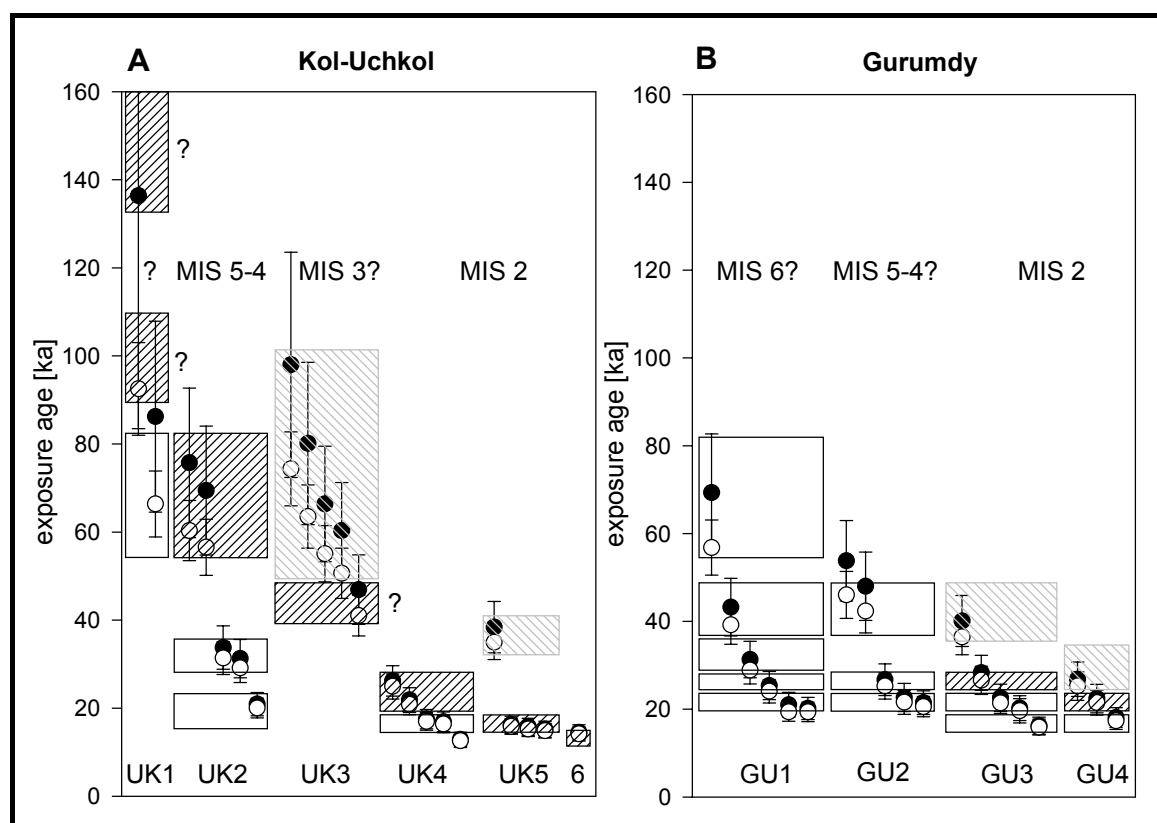 A Kol-Uchkol
B Gurumdy
exposure age [ka]
160
140
120
100
80
60
40
20
0
?
?
?
MIS 5-4
MIS 3?
MIS 2
?
UK1 UK2 UK3 UK4 UK5 6
exposure age [ka]
160
140
120
100
80
60
40
20
0
MIS 6?
MIS 5-4?
MIS 2
GU1 GU2 GU3 GU4